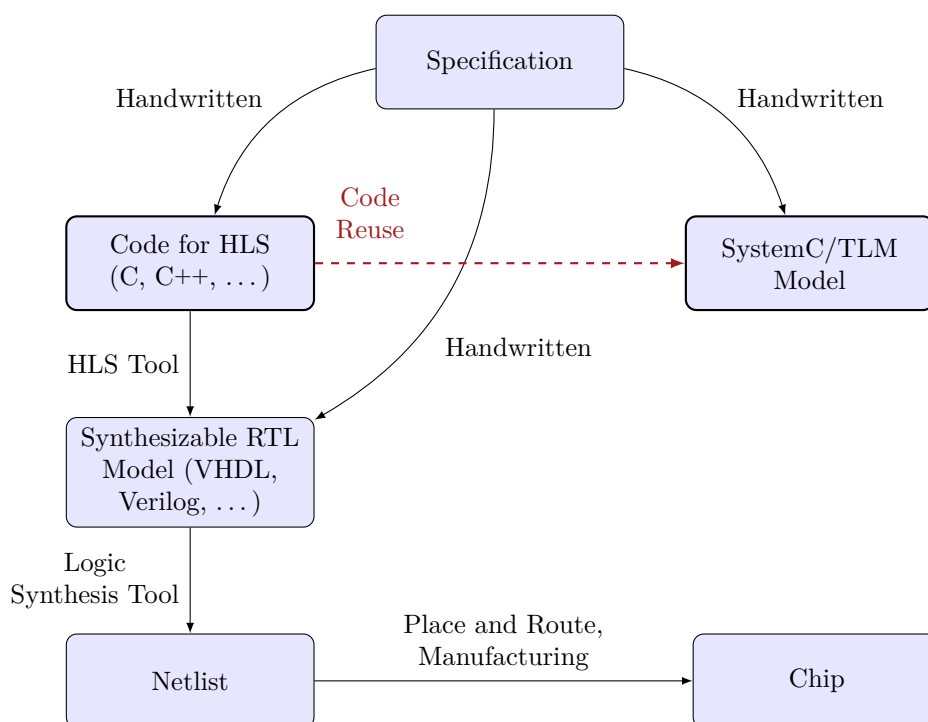 Specification
Handwritten
Handwritten
Code
Reuse
Code for HLS
(C, C++, . . . )
SystemC/TLM
Model
Handwritten
HLS Tool
Synthesizable RTL
Model (VHDL,
Verilog, . . . )
Logic
Synthesis Tool
Place and Route,
Manufacturing
Netlist
Chip